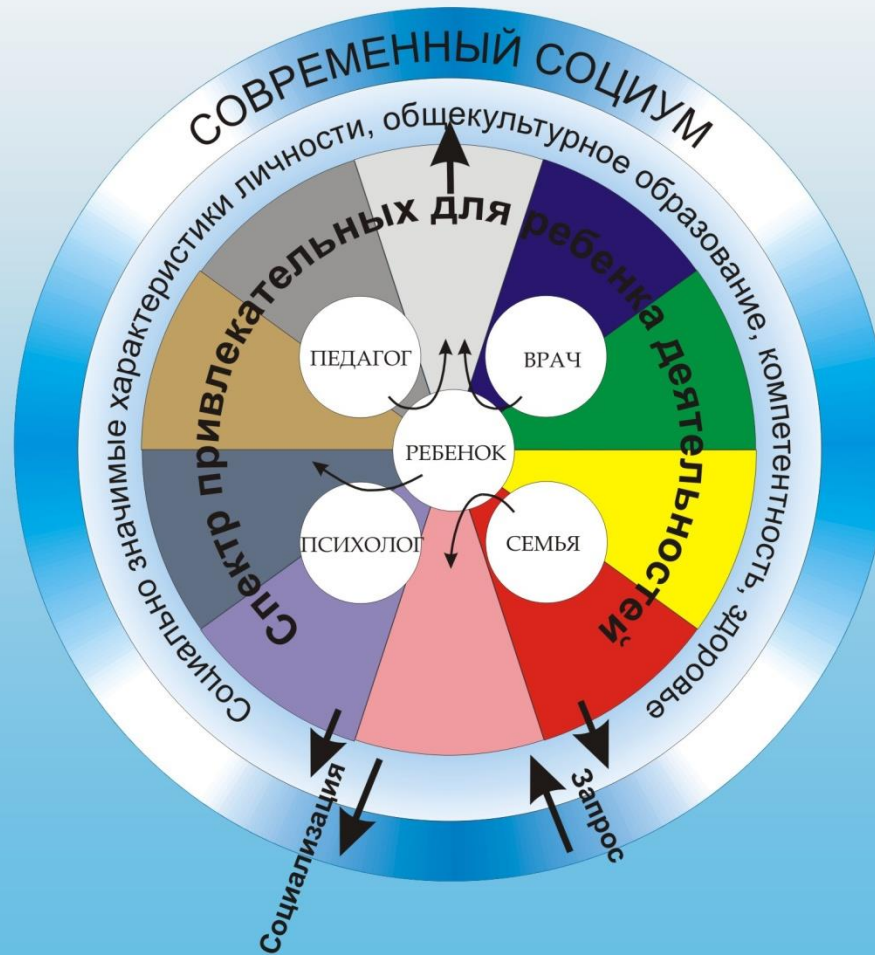 СОВРЕМЕННЫЙ СОЦИУМ
Социально значимые характеристики личности, общекультурное образование, компетентность, здоровье
Спектр привлекательных для ребенка деятельностей
ПЕДАГОГ
ВРАЧ
РЕБЕНОК
ПСИХОЛОГ
СЕМЬЯ
Социализация
Запрос